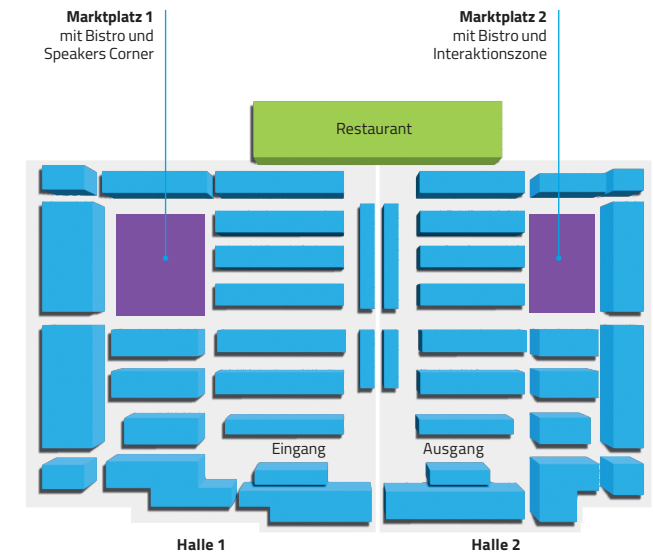 Marktplatz 1
mit Bistro und
Speakers Corner
Marktplatz 2
mit Bistro und
Interaktionszone
Restaurant
Eingang
Ausgang
Halle 1
Halle 2